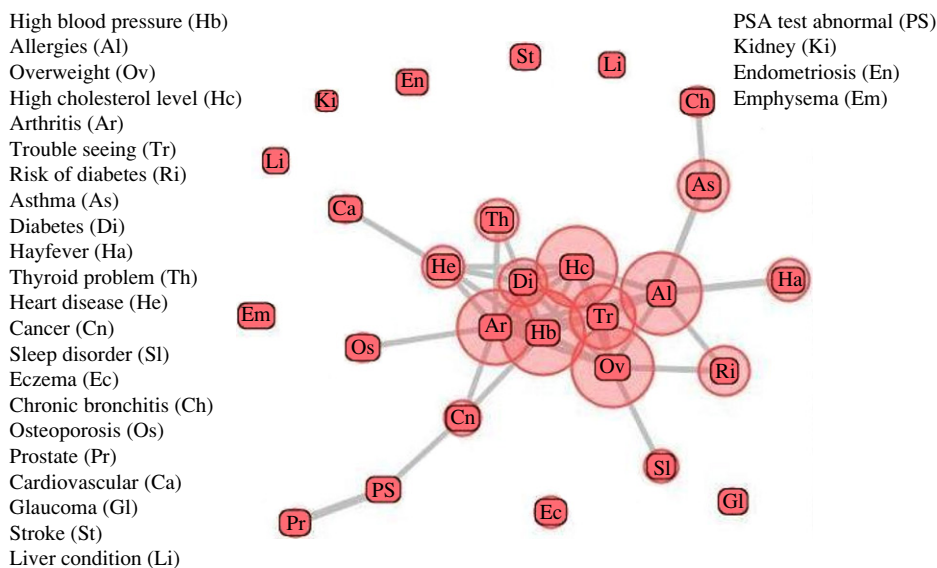 High blood pressure (Hb)
Allergies (Al)
Overweight (Ov)
High cholesterol level (Hc)
Arthritis (Ar)
Trouble seeing (Tr)
Risk of diabetes (Ri)
Asthma (As)
Diabetes (Di)
Hayfever (Ha)
Thyroid problem (Th)
Heart disease (He)
Cancer (Cn)
Sleep disorder (Sl)
Eczema (Ec)
Chronic bronchitis (Ch)
Osteoporosis (Os)
Prostate (Pr)
Cardiovascular (Ca)
Glaucoma (Gl)
Stroke (St)
Liver condition (Li)
PSA test abnormal (PS)
Kidney (Ki)
Endometriosis (En)
Emphysema (Em)
St
Li
En
Ki
Ch
Li
As
Ca
Th
He
Hc
Di
Al
Ha
Em
Tr
Ar
Hb
Os
Ov
Ri
Cn
Sl
PS
Gl
Ec
Pr